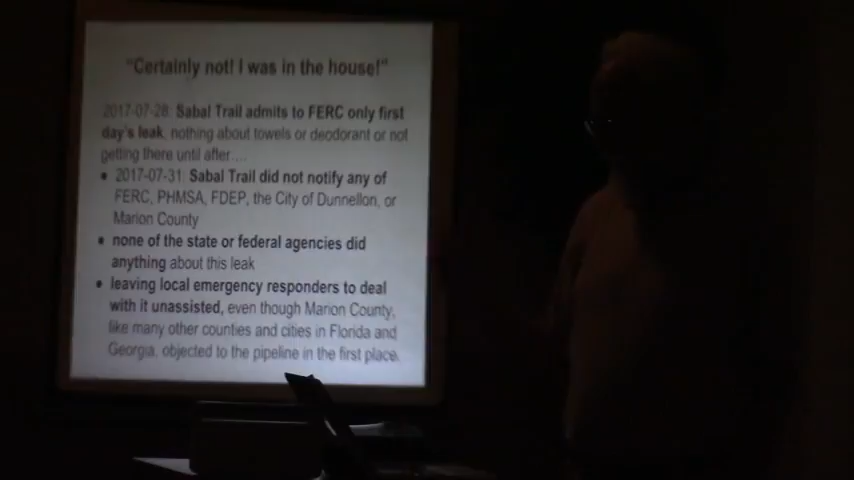 "Certainly not! I was in the house!"
2017-07-28: Sabal Trail admits to FERC only first
day's leak, nothing about towels or deodorant or not
getting there until after....
• 2017-07-31: Sabal Trail did not notify any of
FERC, PHMSA, FDEP, the City of Dunnellon, or
Marion County
• none of the state or federal agencies did
anything about this leak
• leaving local emergency responders to deal
with it unassisted, even though Marion County,
like many other counties and cities in Florida and
Georgia, objected to the pipeline in the first place.